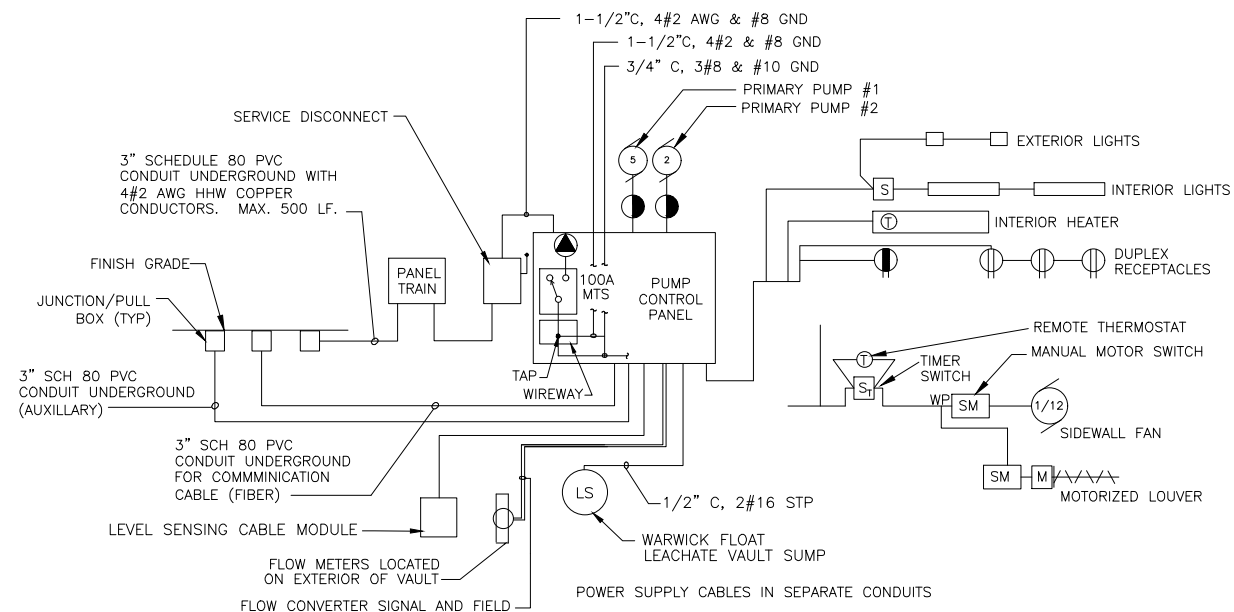 1-1/2"C, 4#2 AWG & #8 GND
1-1/2"C, 4#2 & #8 GND
3/4" C, 3#8 & #10 GND
PRIMARY PUMP #1
PRIMARY PUMP #2
SERVICE DISCONNECT
3" SCHEDULE 80 PVC
CONDUIT UNDERGROUND WITH
4#2 AWG HHW COPPER
CONDUCTORS. MAX. 500 LF.
5
2
EXTERIOR LIGHTS
S
INTERIOR LIGHTS
T
INTERIOR HEATER
DUPLEX
RECEPTACLES
FINISH GRADE
PANEL
TRAIN
100A
MTS
PUMP
CONTROL
PANEL
JUNCTION/PULL
BOX (TYP)
REMOTE THERMOSTAT
MANUAL MOTOR SWITCH
T
TIMER
SWITCH
ST
WP
SM
1/12
SIDEWALL FAN
TAP
WIREWAY
3" SCH 80 PVC
CONDUIT UNDERGROUND
(AUXILLARY)
3" SCH 80 PVC
CONDUIT UNDERGROUND
FOR COMMMINICATION
CABLE (FIBER)
SM
M
MOTORIZED LOUVER
LS
1/2" C, 2#16 STP
LEVEL SENSING CABLE MODULE
WARWICK FLOAT
LEACHATE VAULT SUMP
FLOW METERS LOCATED
ON EXTERIOR OF VAULT
POWER SUPPLY CABLES IN SEPARATE CONDUITS
FLOW CONVERTER SIGNAL AND FIELD